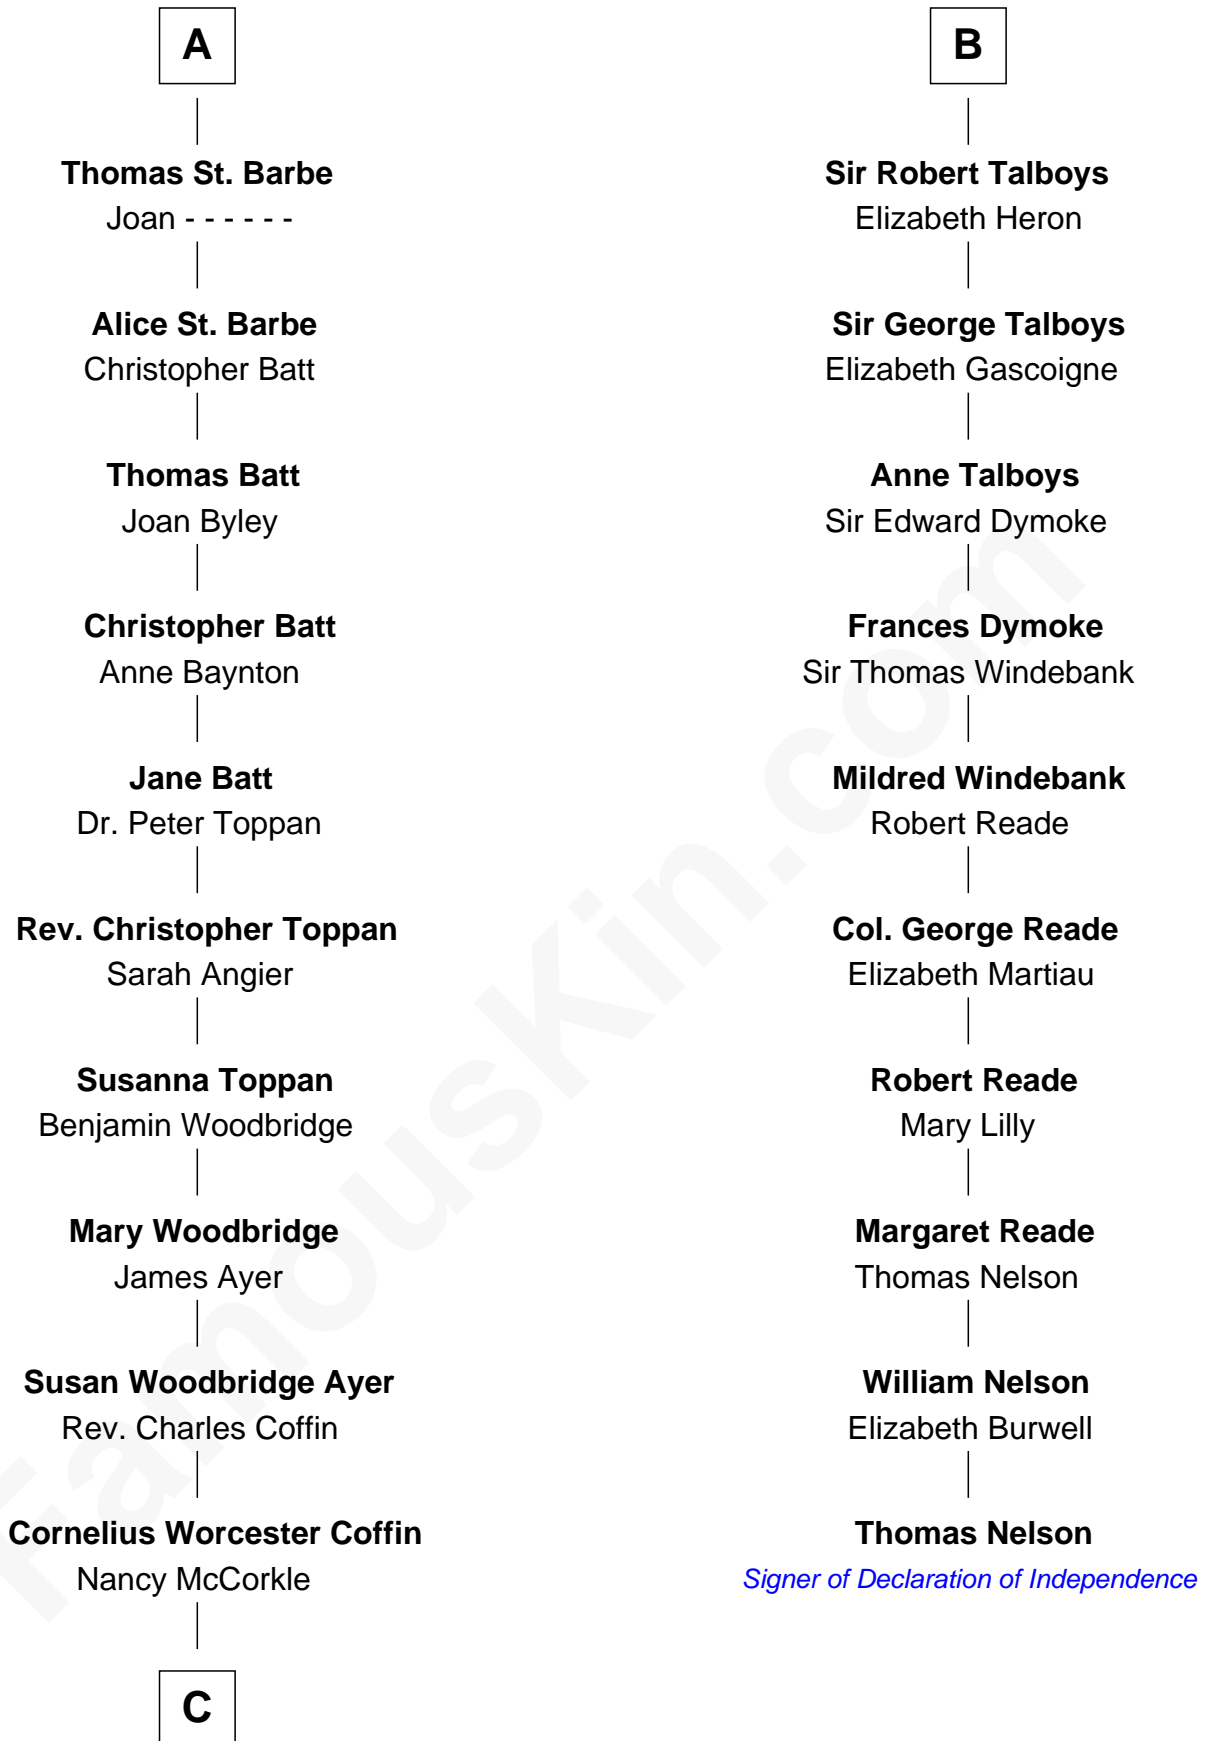 A
Thomas St. Barbe
Joan - - - - - -
Alice St. Barbe
Christopher Batt
Thomas Batt
Joan Byley
Christopher Batt
Anne Baynton
Jane Batt
Dr. Peter Toppan
Rev. Christopher Toppan
Sarah Angier
Susanna Toppan
Benjamin Woodbridge
Mary Woodbridge
James Ayer
Susan Woodbridge Ayer
Rev. Charles Coffin
Cornelius Worcester Coffin
Nancy McCorkle
C
B
Sir Robert Talboys
Elizabeth Heron
Sir George Talboys
Elizabeth Gascoigne
Anne Talboys
Sir Edward Dymoke
Frances Dymoke
Sir Thomas Windebank
Mildred Windebank
Robert Reade
Col. George Reade
Elizabeth Martiau
Robert Reade
Mary Lilly
Margaret Reade
Thomas Nelson
William Nelson
Elizabeth Burwell
Thomas Nelson
Signer of Declaration of Independence
FamousKin.com